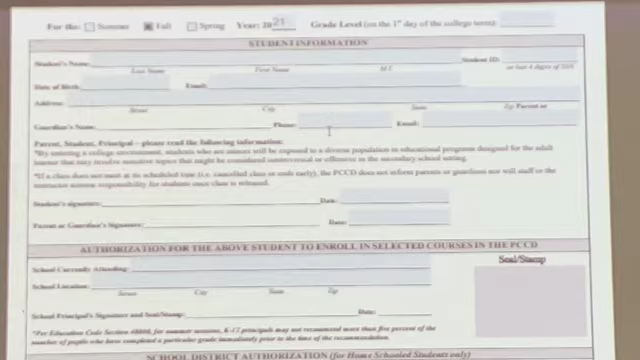 For the: Summer Fall Spring Year: 2021 Grade Level (on the 1st day of the college term):
STUDENT INFORMATION
Student's Name: Student ID:
Last Name First Name M.I. or last 4 digits of SSN
Date of Birth: Email:
Address:
Street City State Zip Parent or
Guardian's Name: Phone: Email:
Parent, Student, Principal – please read the following information:
*By entering a college environment, students who are minors will be exposed to a diverse population in educational programs designed for the adult
learner that may involve sensitive topics that might be considered controversial or offensive in the secondary school setting.
*If a class does not meet at its scheduled time (i.e. cancelled class or ends early), the PCCD does not inform parents or guardians nor will staff or the
instructor assume responsibility for students once class is released.
Student's signature: Date:
Parent or Guardian's Signature: Date:
AUTHORIZATION FOR THE ABOVE STUDENT TO ENROLL IN SELECTED COURSES IN THE PCCD
School Currently Attending: Seal/Stamp
School Location:
Street City State Zip
School Principal's Signature and Seal/Stamp: Date:
*Per Education Code Section 48800, for summer sessions, K-12 principals may not recommend more than five percent of the
number of pupils who have completed a particular grade immediately prior to the time of the recommendation.
SCHOOL DISTRICT AUTHORIZATION (for Home Schooled Students only)